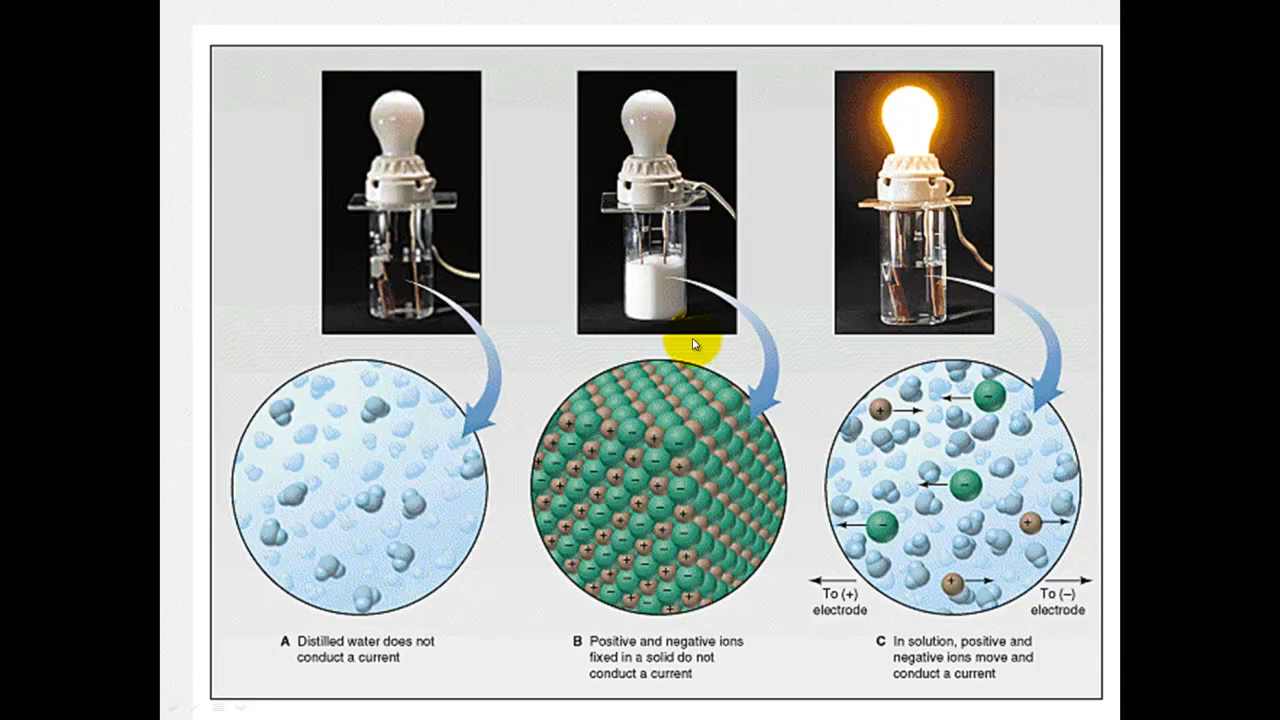 To (+)
electrode
To (–)
electrode
A Distilled water does not
conduct a current
B Positive and negative ions
fixed in a solid do not
conduct a current
C In solution, positive and
negative ions move and
conduct a current